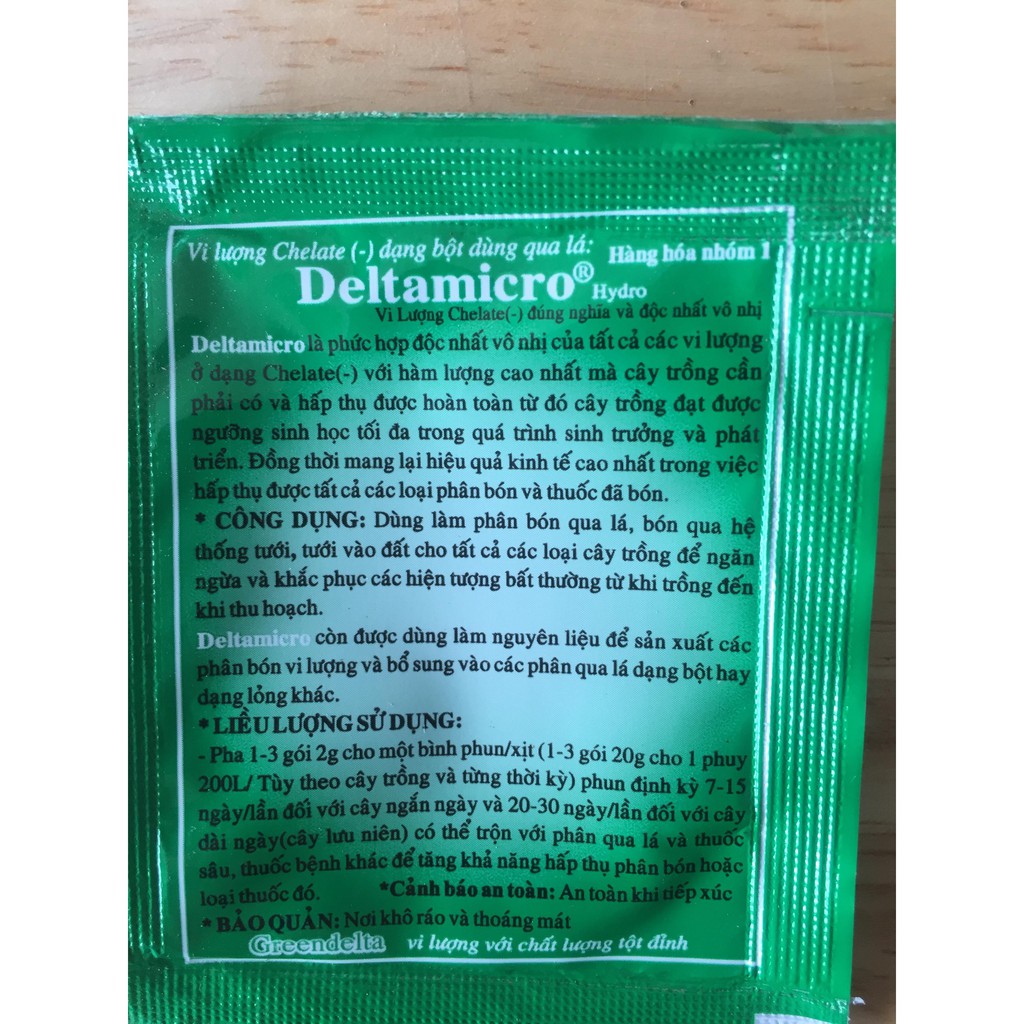 Vi lượng Chelate (-) dạng bột dùng qua lá: Hàng hóa nhóm 1
Deltamicro® Hydro
Vi Lượng Chelate(-) đúng nghĩa và độc nhất vô nhị
Deltamicro là phức hợp độc nhất vô nhị của tất cả các vi lượng
ở dạng Chelate(-) với hàm lượng cao nhất mà cây trồng cần
phải có và hấp thụ được hoàn toàn từ đó cây trồng đạt được
ngưỡng sinh học tối đa trong quá trình sinh trưởng và phát
triển. Đồng thời mang lại hiệu quả kinh tế cao nhất trong việc
hấp thụ được tất cả các loại phân bón và thuốc đã bón.
* CÔNG DỤNG: Dùng làm phân bón qua lá, bón qua hệ
thống tưới, tưới vào đất cho tất cả các loại cây trồng để ngăn
ngừa và khắc phục các hiện tượng bất thường từ khi trồng đến
khi thu hoạch.
Deltamicro còn được dùng làm nguyên liệu để sản xuất các
phân bón vi lượng và bổ sung vào các phân qua lá dạng bột hay
dạng lỏng khác.
* LIỀU LƯỢNG SỬ DỤNG:
- Pha 1-3 gói 2g cho một bình phun/xịt (1-3 gói 20g cho 1 phuy
200L/ Tùy theo cây trồng và từng thời kỳ) phun định kỳ 7-15
ngày/lần đối với cây ngắn ngày và 20-30 ngày/lần đối với cây
dài ngày(cây lưu niên) có thể trộn với phân qua lá và thuốc
sâu, thuốc bệnh khác để tăng khả năng hấp thụ phân bón hoặc
loại thuốc đó. *Cảnh báo an toàn: An toàn khi tiếp xúc
* BẢO QUẢN: Nơi khô ráo và thoáng mát
Greendelta vi lượng với chất lượng tột đỉnh